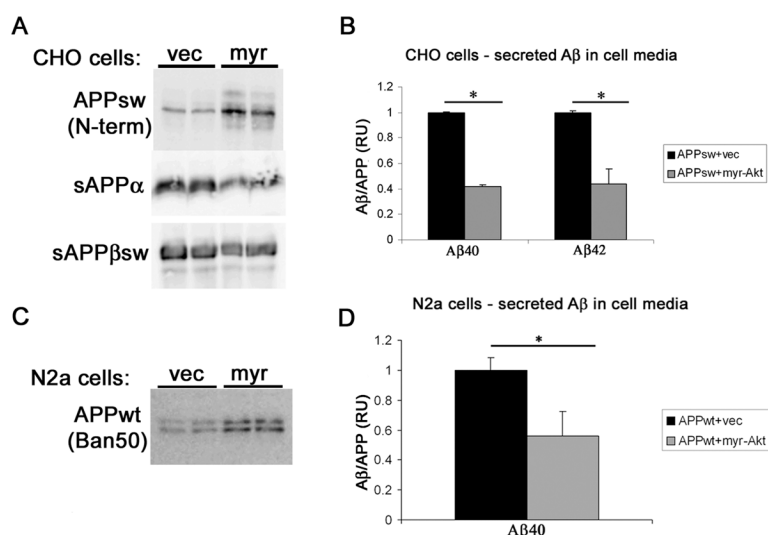 A
CHO cells:
vec myr
APPsw
(N-term)
sAPPα
sAPPβsw
B
CHO cells - secreted Aβ in cell media
Aβ/APP (RU)
1.2
1
0.8
0.6
0.4
0.2
0
*
*
Aβ40
Aβ42
APPsw+vec
APPsw+myr-Akt
C
N2a cells:
vec myr
APPwt
(Ban50)
D
N2a cells - secreted Aβ in cell media
Aβ/APP (RU)
1.2
1
0.8
0.6
0.4
0.2
0
*
Aβ40
APPwt+vec
APPwt+myr-Akt